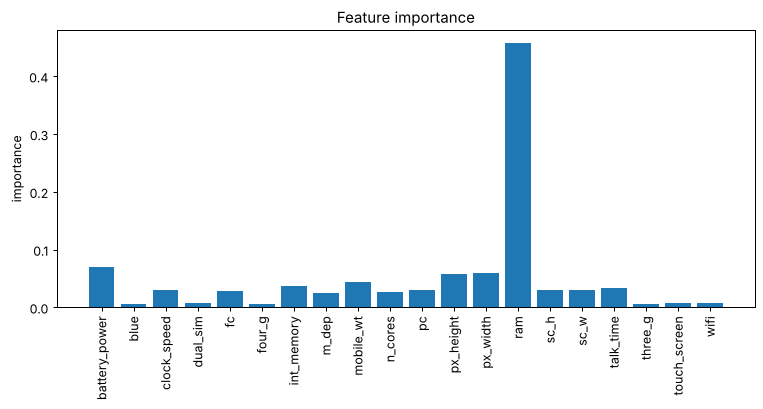 Feature importance
importance
0.4
0.3
0.2
0.1
0.0
battery_power
blue
clock_speed
dual_sim
fc
four_g
int_memory
m_dep
mobile_wt
n_cores
pc
px_height
px_width
ram
sc_h
sc_w
talk_time
three_g
touch_screen
wifi